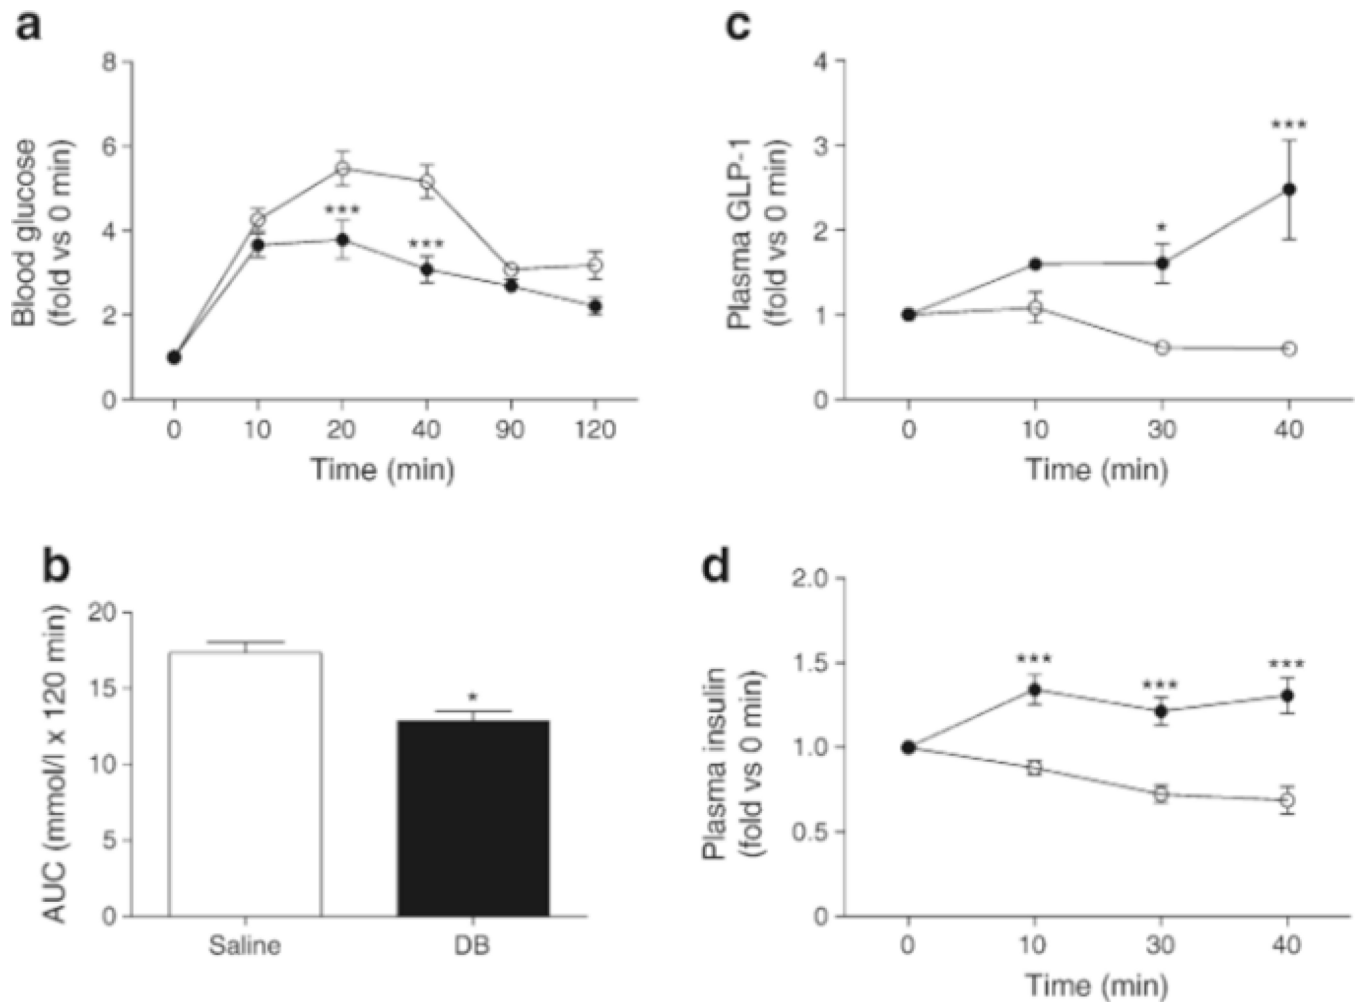 a
Blood glucose
(fold vs 0 min)
8
6
4
2
0
***
***
0 10 20 40 90 120
Time (min)
c
Plasma GLP-1
(fold vs 0 min)
4
3
2
1
0
*
***
0 10 30 40
Time (min)
b
AUC (mmol/l x 120 min)
20
15
10
5
0
*
Saline DB
d
Plasma insulin
(fold vs 0 min)
2.0
1.5
1.0
0.5
0
***
***
***
0 10 30 40
Time (min)